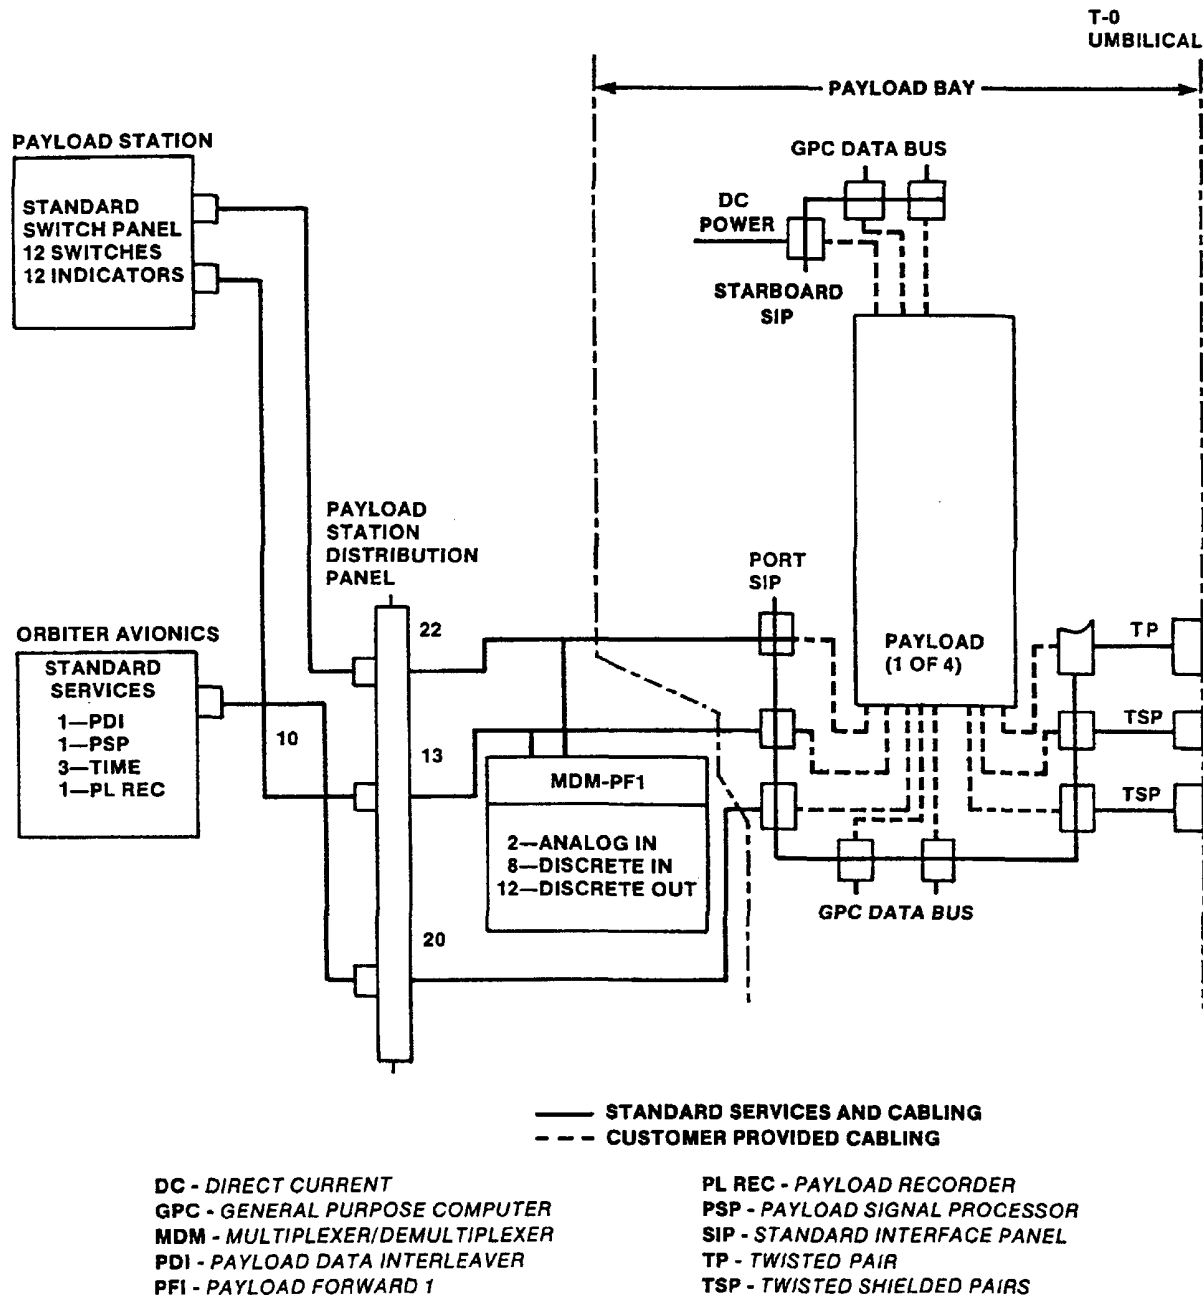 T-0
UMBILICAL
PAYLOAD BAY
PAYLOAD STATION
STANDARD
SWITCH PANEL
12 SWITCHES
12 INDICATORS
GPC DATA BUS
DC
POWER
STARBOARD
SIP
PAYLOAD
STATION
DISTRIBUTION
PANEL
PORT
SIP
ORBITER AVIONICS
STANDARD
SERVICES
1—PDI
1—PSP
3—TIME
1—PL REC
10
22
13
20
MDM-PF1
2—ANALOG IN
8—DISCRETE IN
12—DISCRETE OUT
PAYLOAD
(1 OF 4)
TP
TSP
TSP
GPC DATA BUS
STANDARD SERVICES AND CABLING
CUSTOMER PROVIDED CABLING
DC - DIRECT CURRENT
GPC - GENERAL PURPOSE COMPUTER
MDM - MULTIPLEXER/DEMULTIPLEXER
PDI - PAYLOAD DATA INTERLEAVER
PFI - PAYLOAD FORWARD 1
PL REC - PAYLOAD RECORDER
PSP - PAYLOAD SIGNAL PROCESSOR
SIP - STANDARD INTERFACE PANEL
TP - TWISTED PAIR
TSP - TWISTED SHIELDED PAIRS